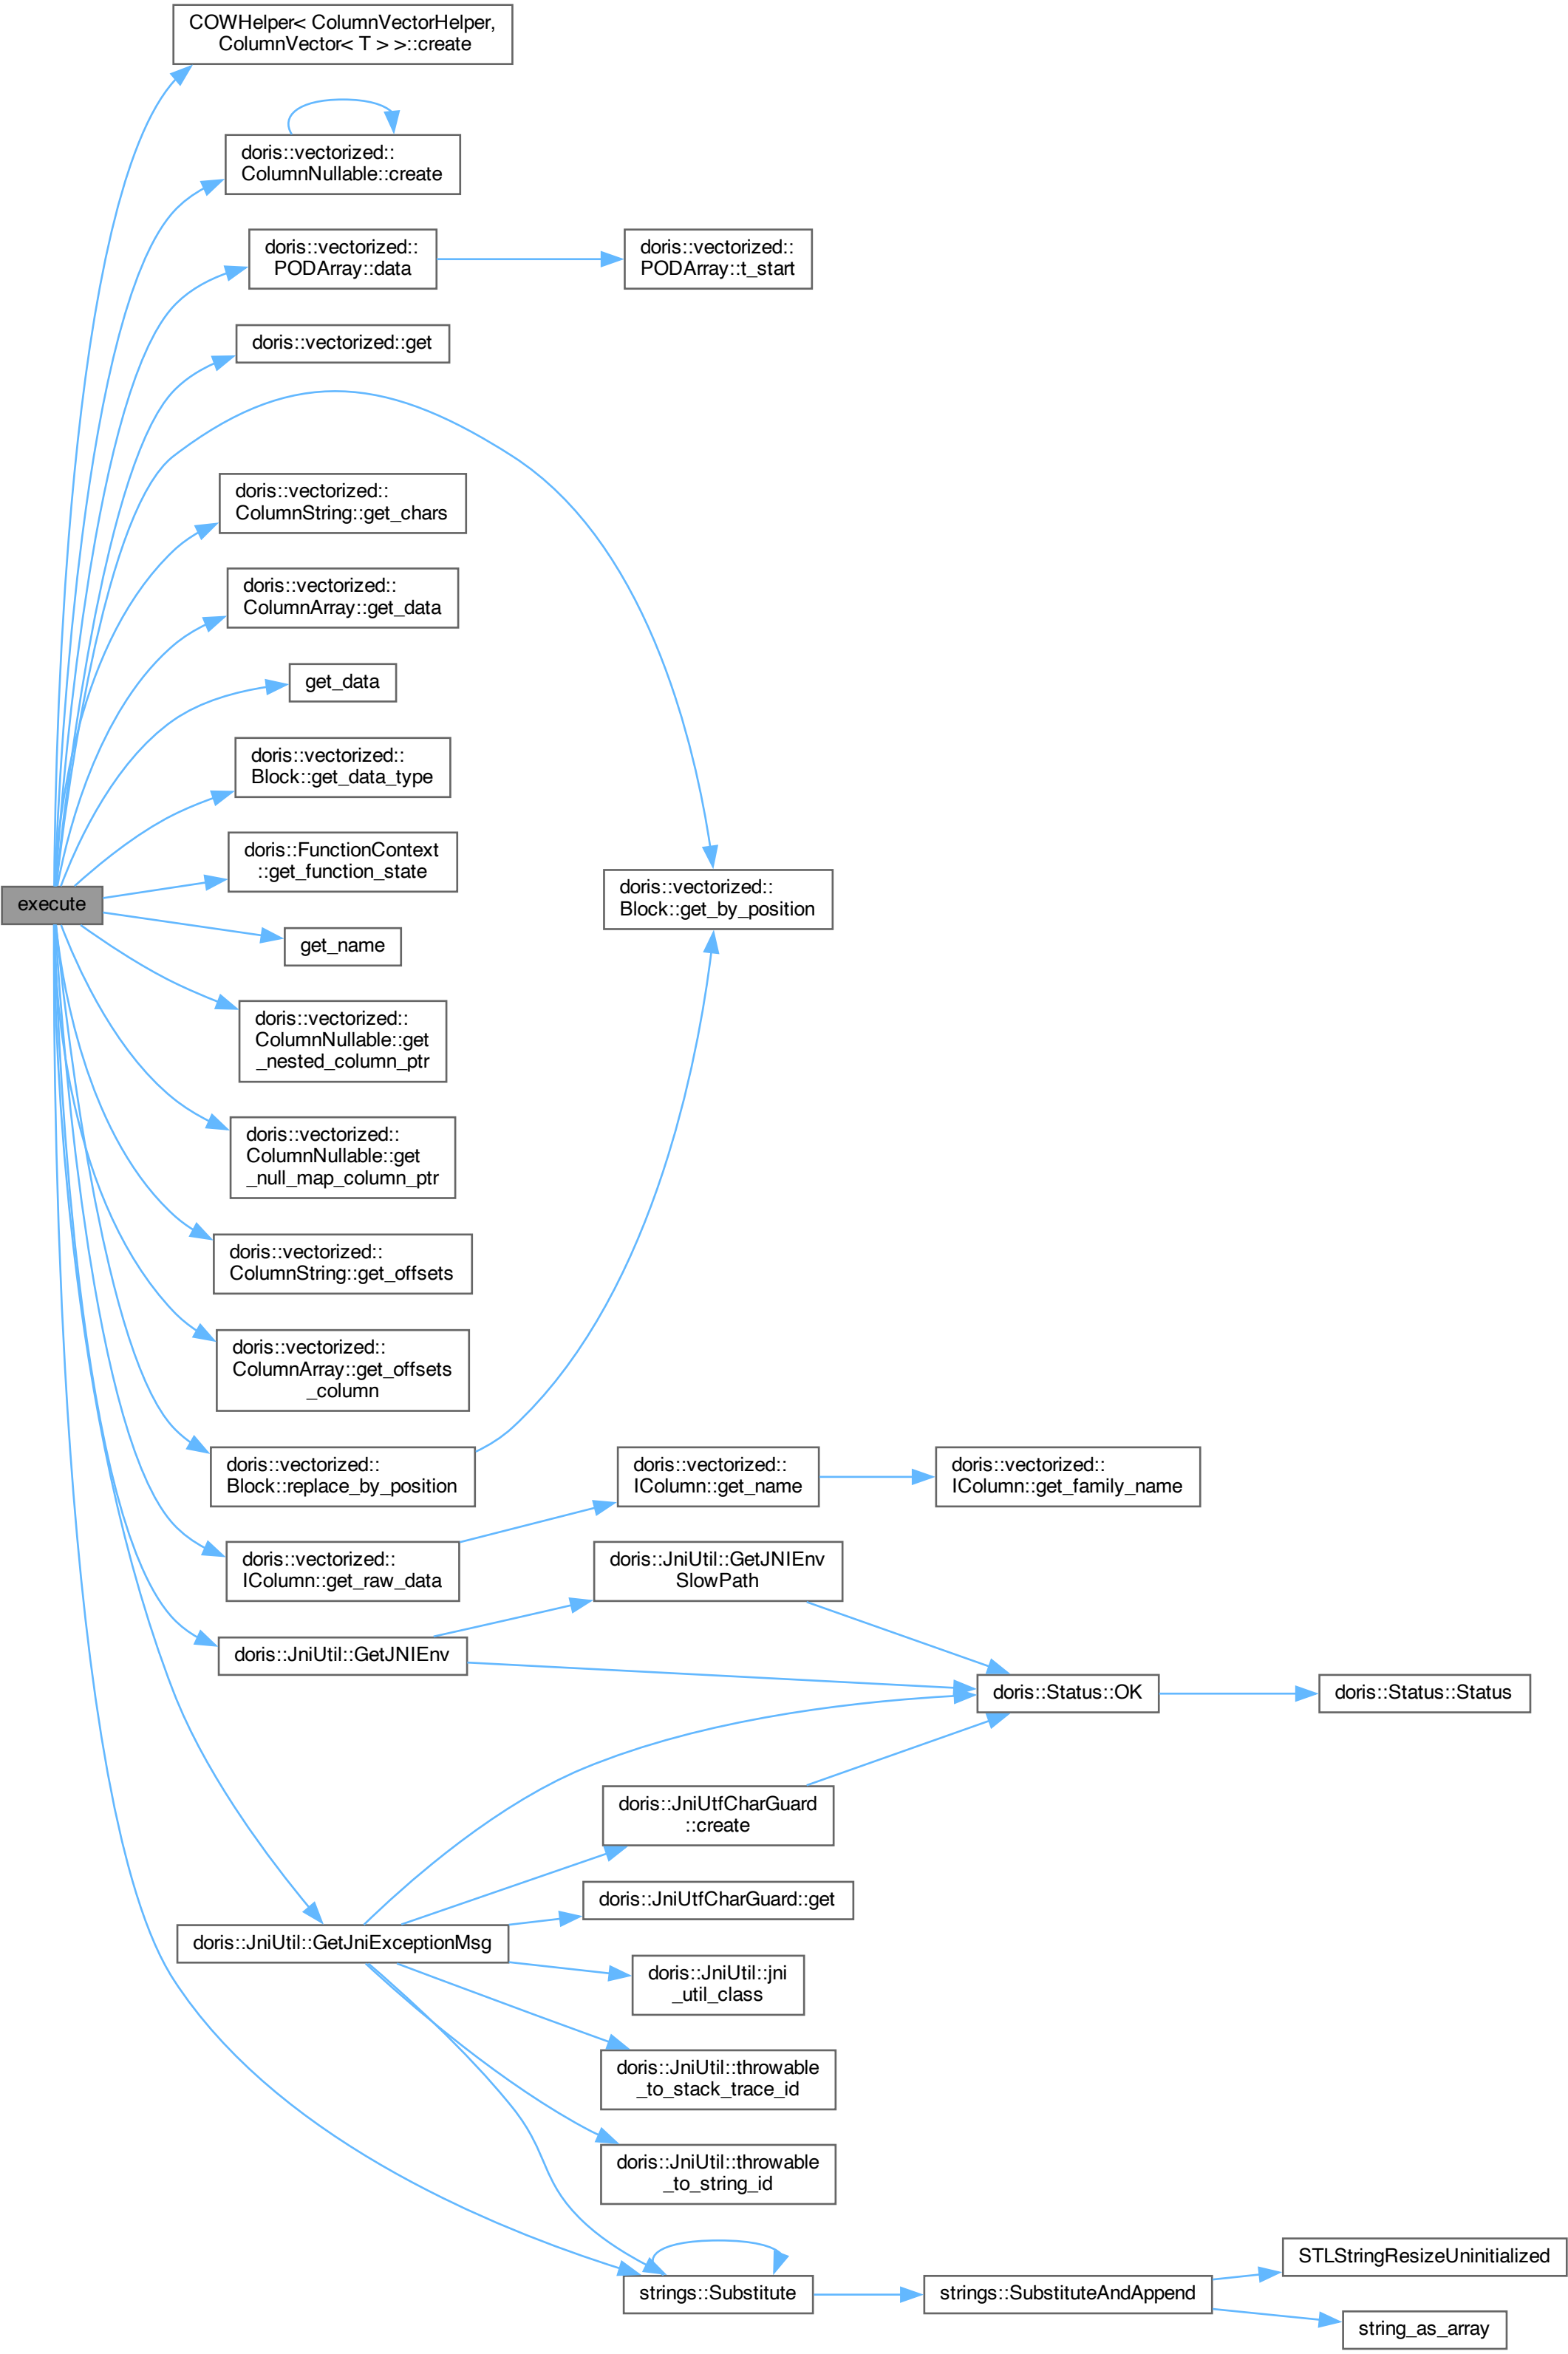 COWHelper< ColumnVectorHelper,
ColumnVector< T > >::create
doris::vectorized::
ColumnNullable::create
doris::vectorized::
PODArray::data
doris::vectorized::
PODArray::t_start
doris::vectorized::get
doris::vectorized::
ColumnString::get_chars
doris::vectorized::
ColumnArray::get_data
get_data
doris::vectorized::
Block::get_data_type
doris::FunctionContext
::get_function_state
execute
doris::vectorized::
Block::get_by_position
get_name
doris::vectorized::
ColumnNullable::get
_nested_column_ptr
doris::vectorized::
ColumnNullable::get
_null_map_column_ptr
doris::vectorized::
ColumnString::get_offsets
doris::vectorized::
ColumnArray::get_offsets
_column
doris::vectorized::
Block::replace_by_position
doris::vectorized::
IColumn::get_name
doris::vectorized::
IColumn::get_family_name
doris::vectorized::
IColumn::get_raw_data
doris::JniUtil::GetJNIEnv
SlowPath
doris::JniUtil::GetJNIEnv
doris::Status::OK
doris::Status::Status
doris::JniUtfCharGuard
::create
doris::JniUtfCharGuard::get
doris::JniUtil::GetJniExceptionMsg
doris::JniUtil::jni
_util_class
doris::JniUtil::throwable
_to_stack_trace_id
doris::JniUtil::throwable
_to_string_id
STLStringResizeUninitialized
strings::Substitute
strings::SubstituteAndAppend
string_as_array